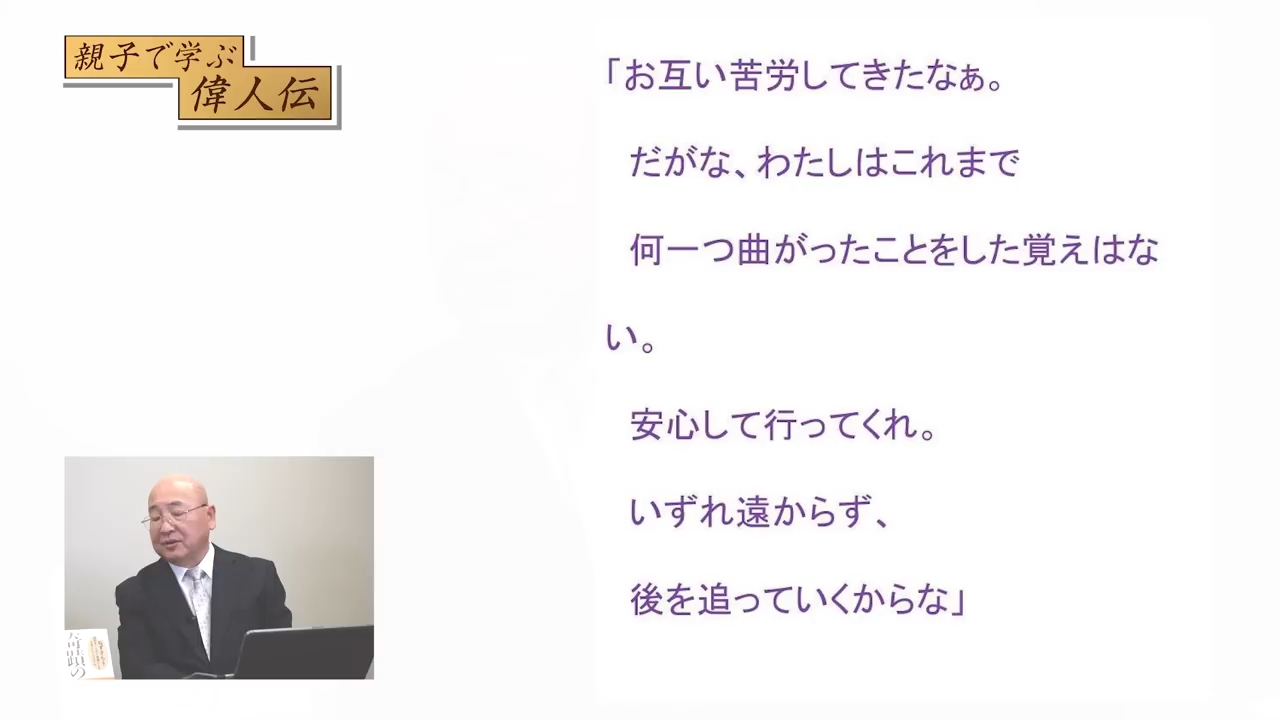 親子で学ぶ
偉人伝
「お互い苦労してきたなぁ。
だがな、わたしはこれまで
何一つ曲がったことをした覚えはな
い。
安心して行ってくれ。
いずれ遠からず、
後を追っていくからな」